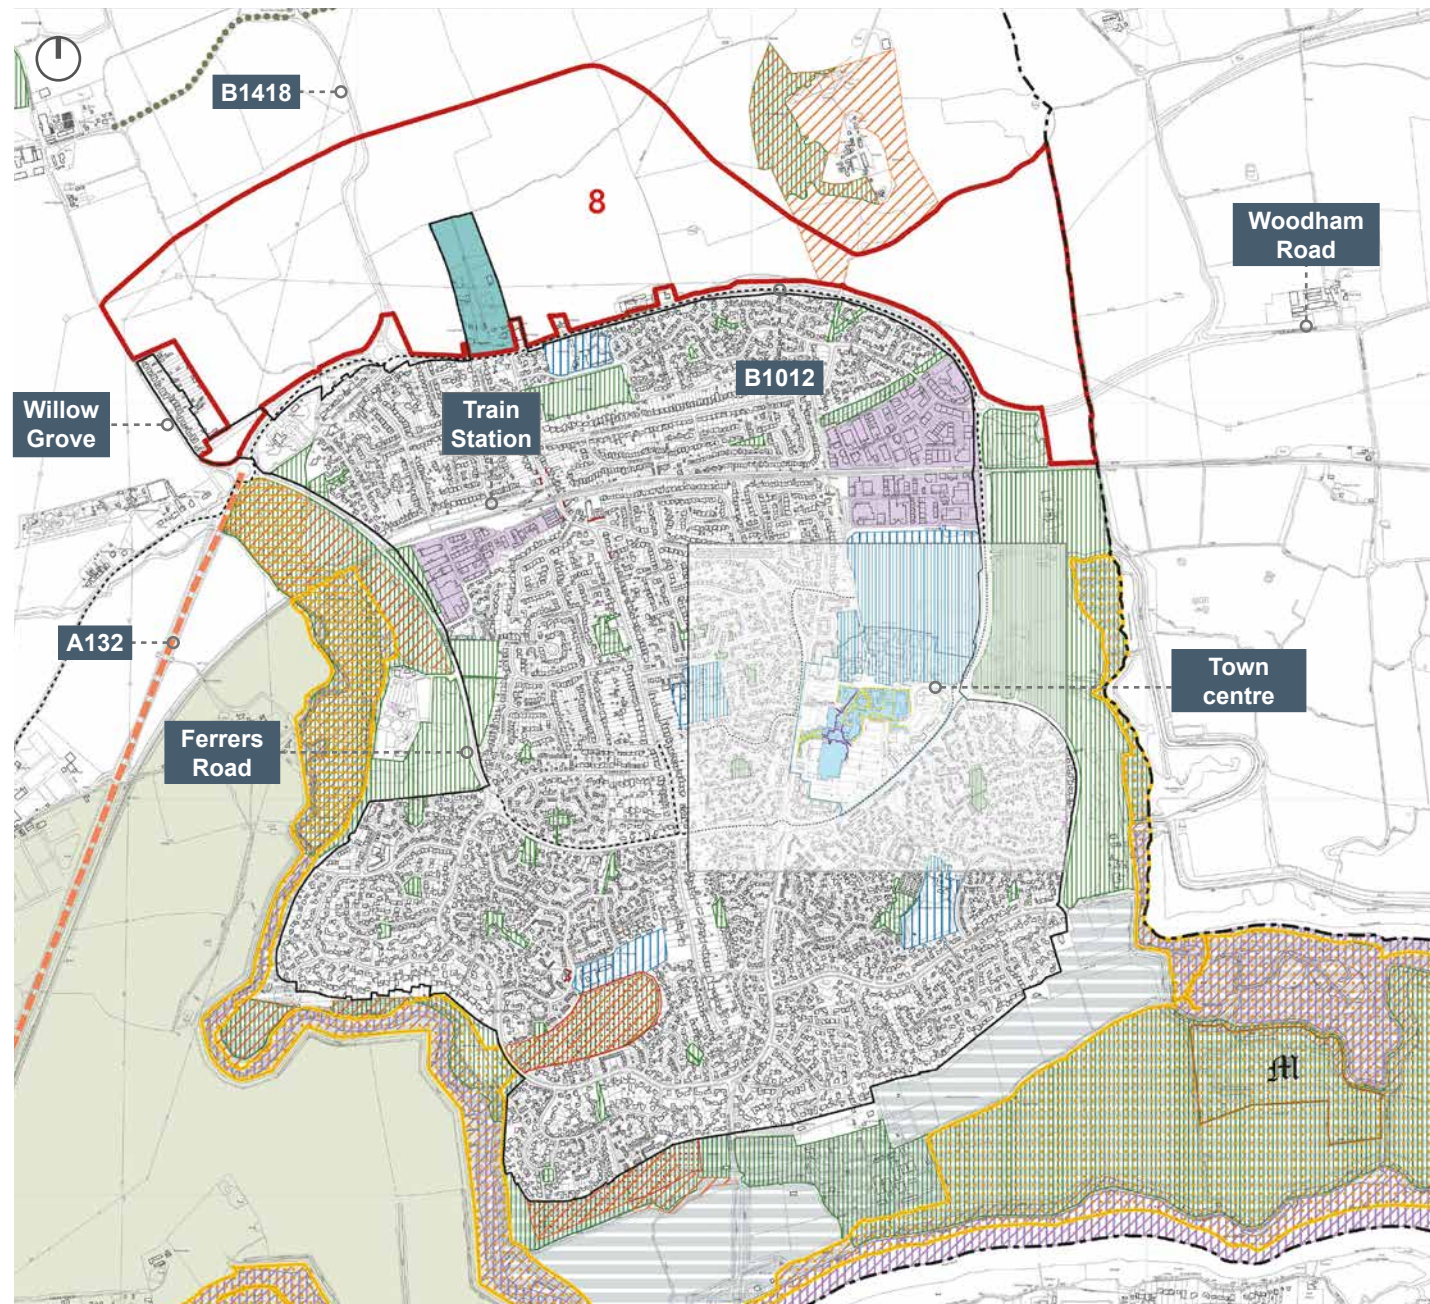 B1418
8
Woodham
Road
B1012
Train
Station
Willow
Grove
A132
Town
centre
Ferrers
Road
M